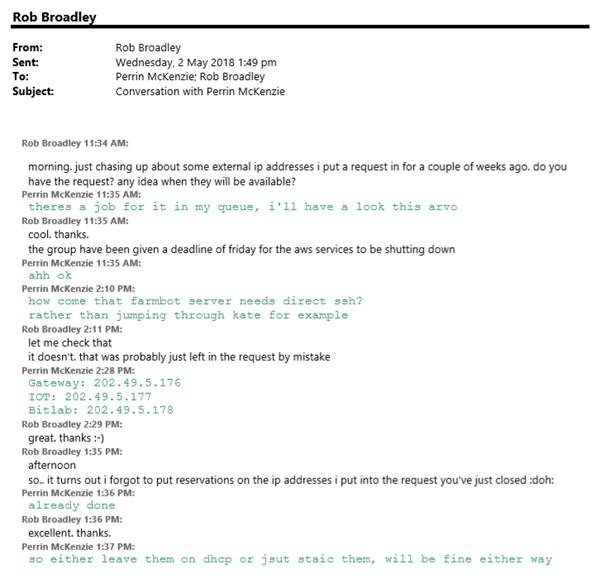 Rob Broadley
From: Rob Broadley
Sent: Wednesday, 2 May 2018 1:49 pm
To: Perrin McKenzie; Rob Broadley
Subject: Conversation with Perrin McKenzie
Rob Broadley 11:34 AM:
morning. just chasing up about some external ip addresses i put a request in for a couple of weeks ago. do you
have the request? any idea when they will be available?
Perrin McKenzie 11:35 AM:
theres a job for it in my queue, i'll have a look this arvo
Rob Broadley 11:35 AM:
cool. thanks.
the group have been given a deadline of friday for the aws services to be shutting down
Perrin McKenzie 11:35 AM:
ahh ok
Perrin McKenzie 2:10 PM:
how come that farmbot server needs direct ssh?
rather than jumping through kate for example
Rob Broadley 2:11 PM:
let me check that
it doesn't. that was probably just left in the request by mistake
Perrin McKenzie 2:28 PM:
Gateway: 202.49.5.176
IOT: 202.49.5.177
Bitlab: 202.49.5.178
Rob Broadley 2:29 PM:
great. thanks :-)
Rob Broadley 1:35 PM:
afternoon
so.. it turns out i forgot to put reservations on the ip addresses i put into the request you've just closed :doh:
Perrin McKenzie 1:36 PM:
already done
Rob Broadley 1:36 PM:
excellent. thanks.
Perrin McKenzie 1:37 PM:
so either leave them on dhcp or jsut staic them, will be fine either way